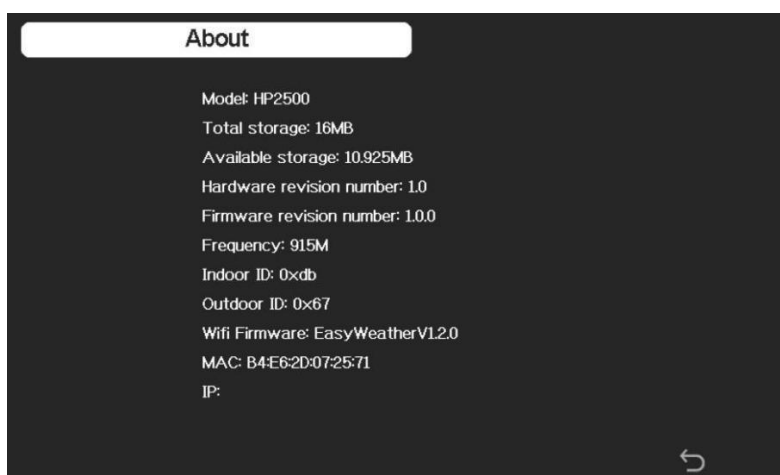 About
Model: HP2500
Total storage: 16MB
Available storage: 10.925MB
Hardware revision number: 1.0
Firmware revision number: 1.0.0
Frequency: 915M
Indoor ID: 0xdb
Outdoor ID: 0x67
Wifi Firmware: EasyWeatherV1.2.0
MAC: B4:E6:2D:07:25:71
IP: